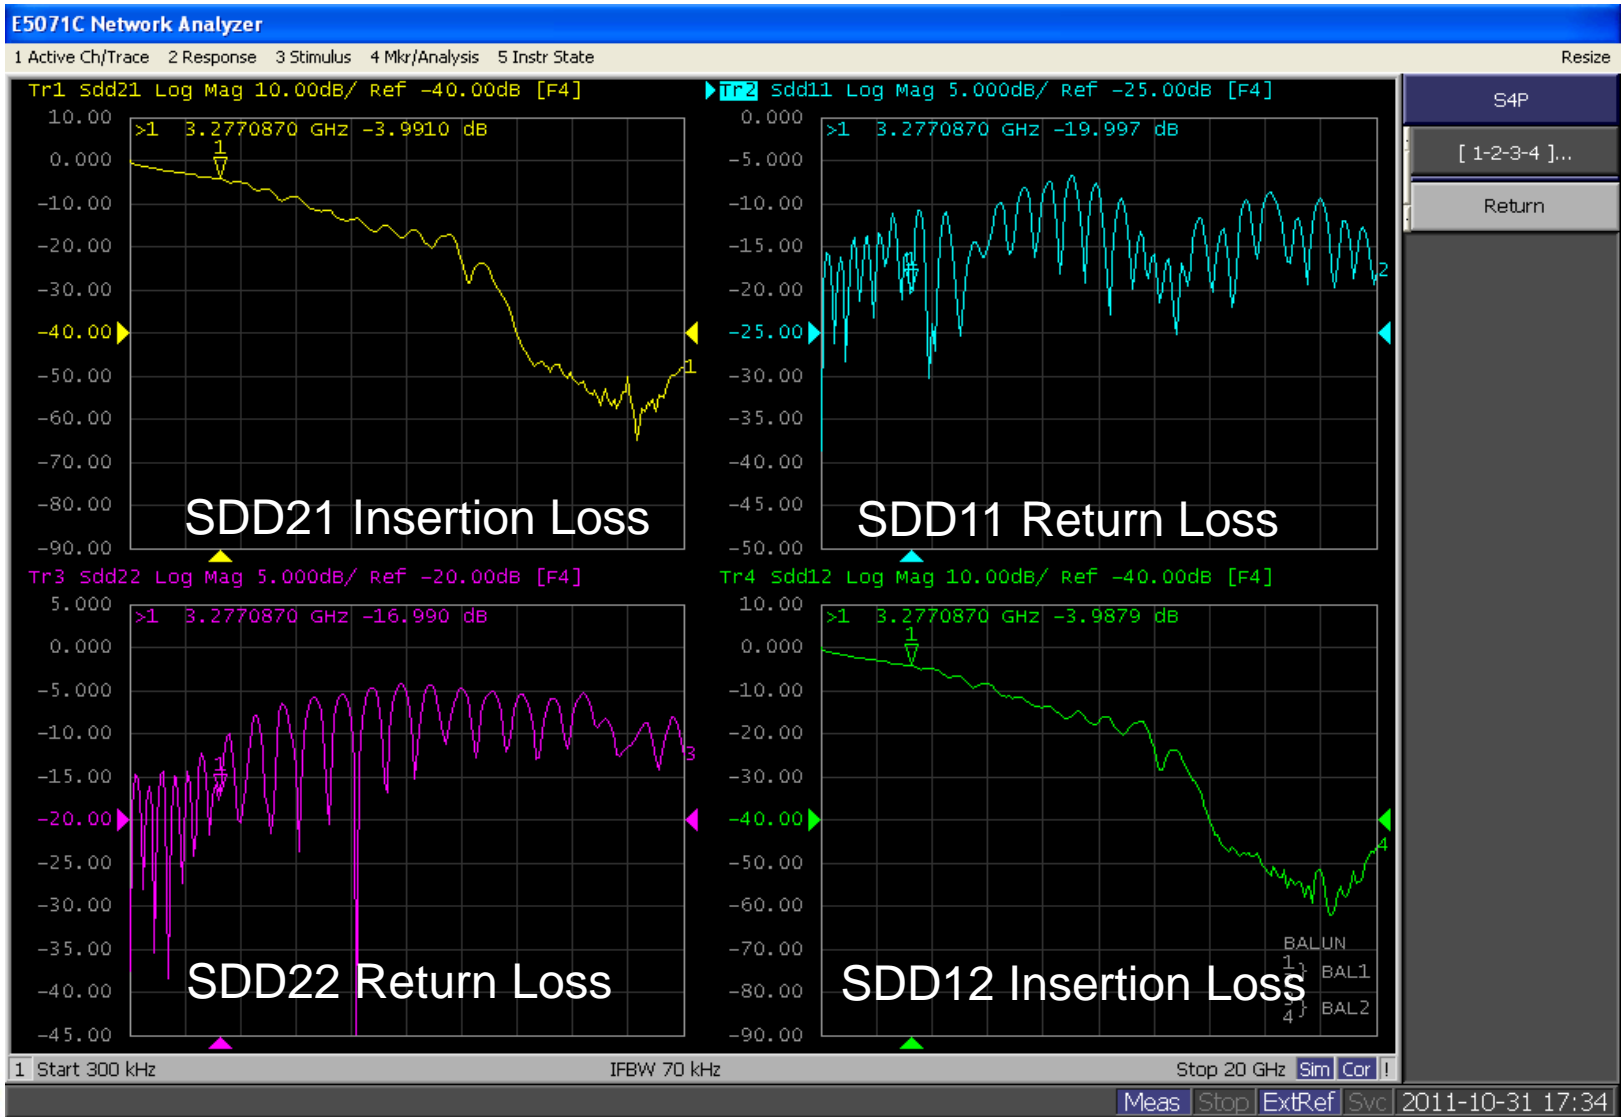 E5071C Network Analyzer
1 Active Ch/Trace 2 Response 3 Stimulus 4 Mkr/Analysis 5 Instr State Resize
Tr1 Sdd21 Log Mag 10.00dB/ Ref -40.00dB [F4]
10.00
>1 3.2770870 GHz -3.9910 dB
1
0.000
-10.00
-20.00
-30.00
-40.00
-50.00
1
-60.00
-70.00
-80.00
SDD21 Insertion Loss
-90.00
Tr2 Sdd11 Log Mag 5.000dB/ Ref -25.00dB [F4]
0.000
>1 3.2770870 GHz -19.997 dB
-5.000
-10.00
-15.00
1
2
-20.00
-25.00
-30.00
-35.00
-40.00
-45.00
SDD11 Return Loss
-50.00
Tr3 Sdd22 Log Mag 5.000dB/ Ref -20.00dB [F4]
5.000
>1 3.2770870 GHz -16.990 dB
0.000
-5.000
-10.00
1
3
-15.00
-20.00
-25.00
-30.00
-35.00
SDD22 Return Loss
-40.00
-45.00
Tr4 Sdd12 Log Mag 10.00dB/ Ref -40.00dB [F4]
10.00
>1 3.2770870 GHz -3.9879 dB
1
0.000
-10.00
-20.00
-30.00
-40.00
4
-50.00
-60.00
-70.00
BALUN
1
} BAL1
SDD12 Insertion Loss
-80.00
4 } BAL2
-90.00
S4P
[ 1-2-3-4 ]...
Return
1 Start 300 kHz IFBW 70 kHz Stop 20 GHz Sim Cor !
Meas Stop ExtRef Svc 2011-10-31 17:34